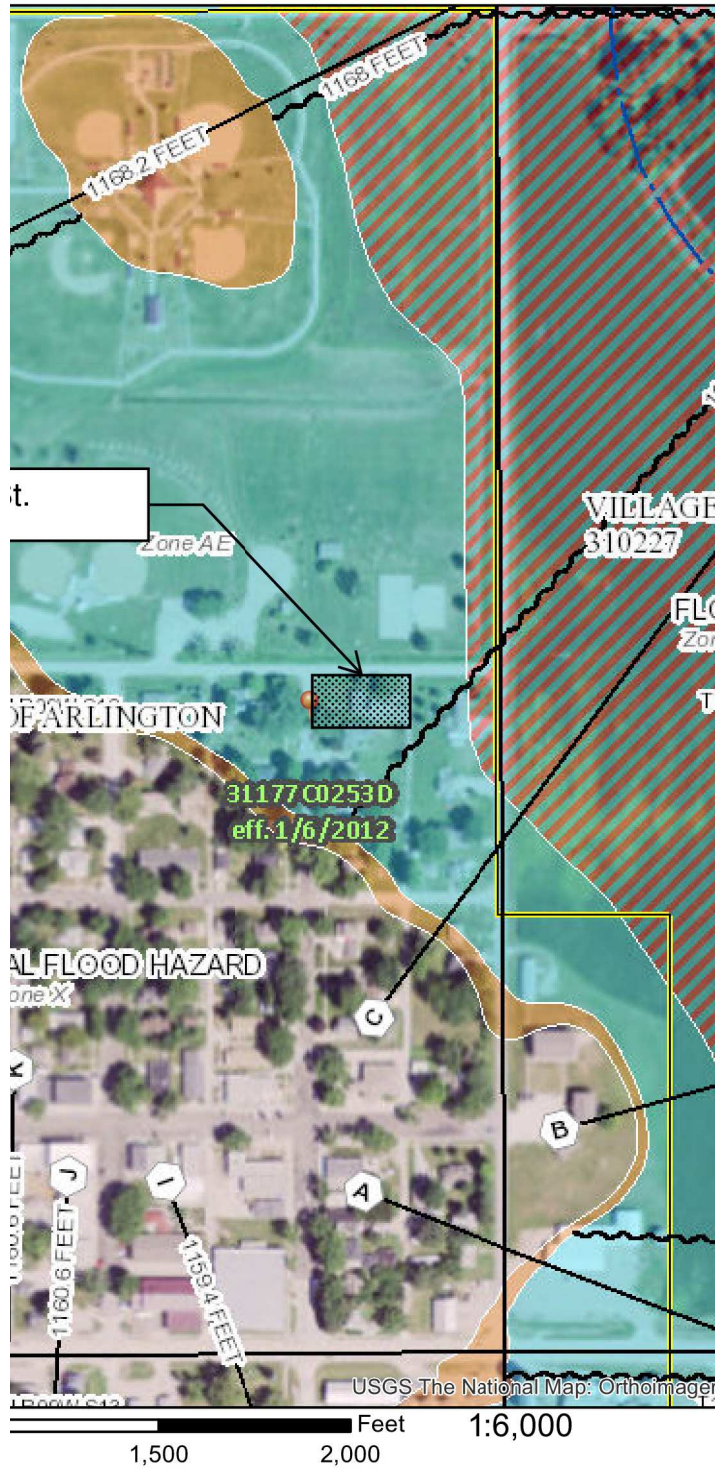 1168 FEET
1168.2 FEET
St.
Zone AE
VILLAGE
310227
FLO
Zon
T
OF ARLINGTON
31177C0253D
eff. 1/6/2012
AL FLOOD HAZARD
one X
C
K
B
J
I
A
1160.6 FEET
1159.4 FEET
USGS The National Map: Orthoimager
Feet
1:6,000
1,500
2,000